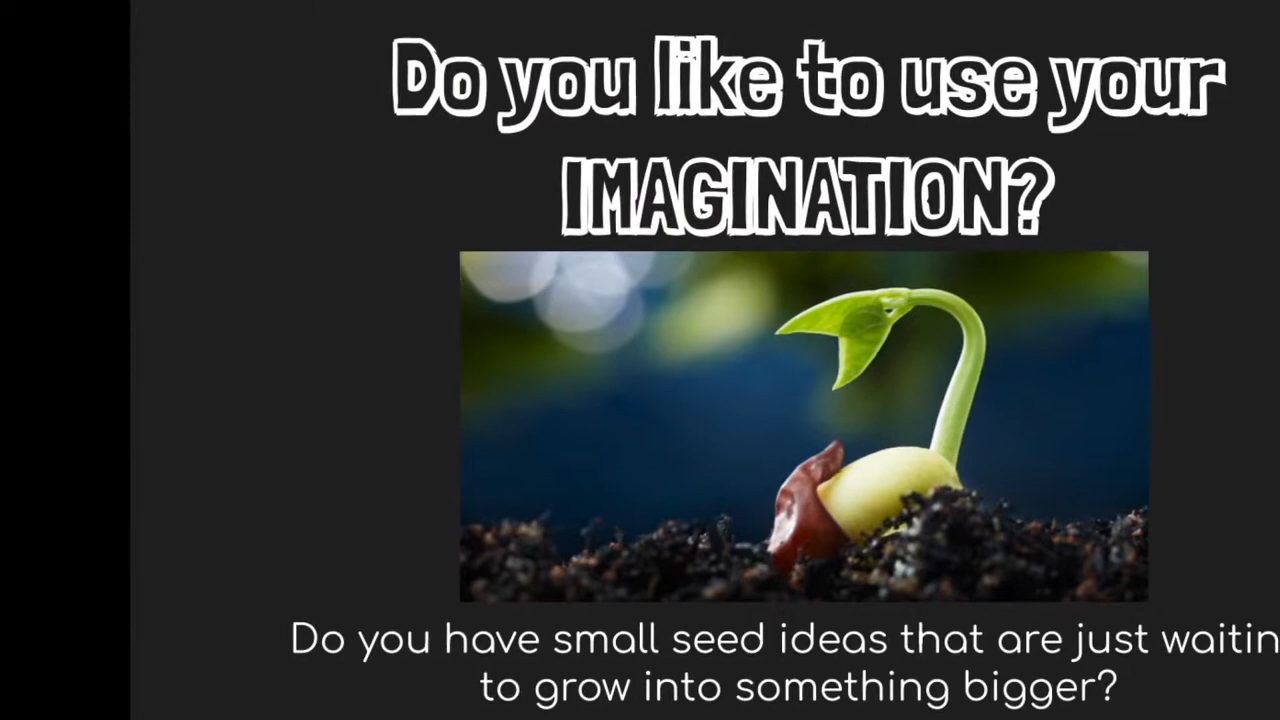 Do you like to use your
IMAGINATION?
Do you have small seed ideas that are just waitin
to grow into something bigger?